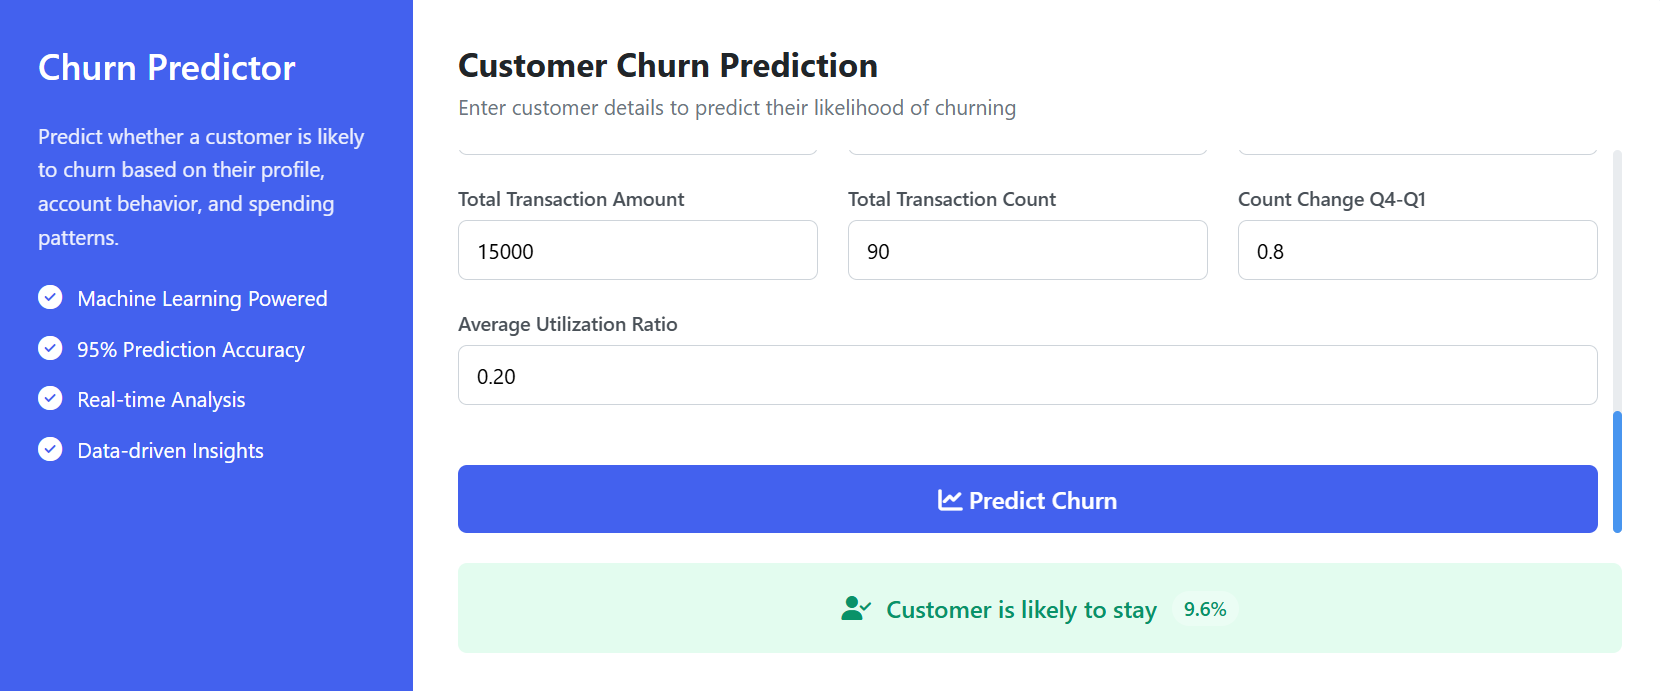 Churn Predictor
Predict whether a customer is likely
to churn based on their profile,
account behavior, and spending
patterns.
Machine Learning Powered
95% Prediction Accuracy
Real-time Analysis
Data-driven Insights
Customer Churn Prediction
Enter customer details to predict their likelihood of churning
Total Transaction Amount
Total Transaction Count
Count Change Q4-Q1
15000
90
0.8
Average Utilization Ratio
0.20
Predict Churn
Customer is likely to stay 9.6%